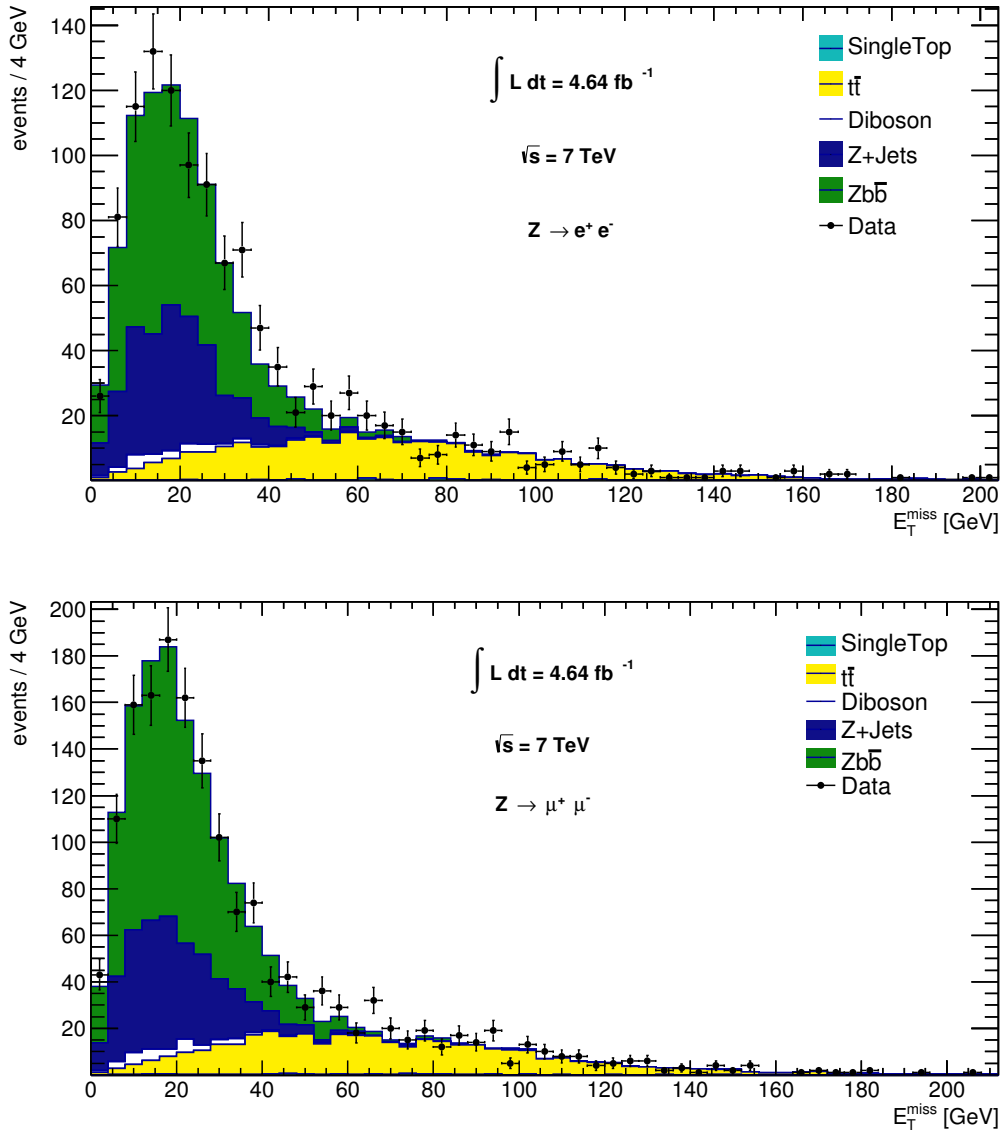 events / 4 GeV
140
120
100
80
60
40
20
0 20 40 60 80 100 120 140 160 180 200
E_T^miss [GeV]
∫ L dt = 4.64 fb⁻¹
√s = 7 TeV
Z → e⁺ e⁻
SingleTop
tt̄
Diboson
Z+Jets
Zbb̄
Data
events / 4 GeV
200
180
160
140
120
100
80
60
40
20
0 20 40 60 80 100 120 140 160 180 200
E_T^miss [GeV]
∫ L dt = 4.64 fb⁻¹
√s = 7 TeV
Z → μ⁺ μ⁻
SingleTop
tt̄
Diboson
Z+Jets
Zbb̄
Data